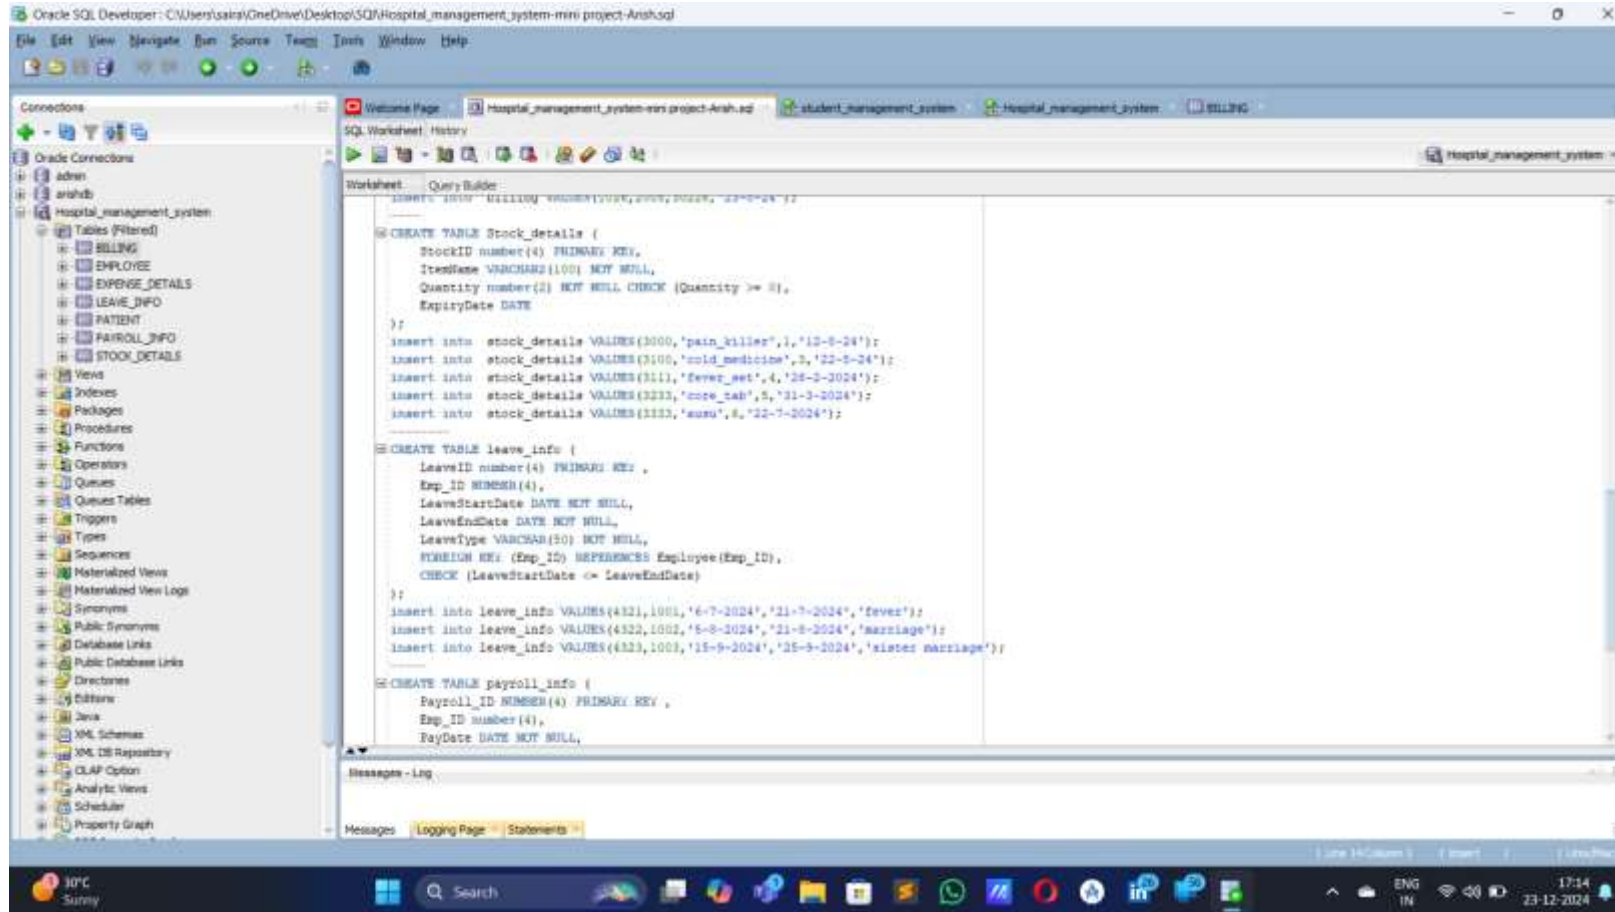 Oracle SQL Developer : C:\Users\saira\OneDrive\Desktop\SQl\Hospital_management_system-mini project-Arish.sql
File Edit View Navigate Run Source Team Tools Window Help
Connections
Oracle Connections
admin
arishdb
Hospital_management_system
Tables (Filtered)
BILLING
EMPLOYEE
EXPENSE_DETAILS
LEAVE_INFO
PATIENT
PAYROLL_INFO
STOCK_DETAILS
Views
Indexes
Packages
Procedures
Functions
Operators
Queues
Queues Tables
Triggers
Types
Sequences
Materialized Views
Materialized View Logs
Synonyms
Public Synonyms
Database Links
Public Database Links
Directories
Editions
Java
XML Schemas
XML DB Repository
OLAP Option
Analytic Views
Scheduler
Property Graph
Welcome Page Hospital_management_system-mini project-Arish.sql student_management_system Hospital_management_system BILLING
SQL Worksheet History
Hospital_management_system
Worksheet Query Builder
insert into billing
-----
CREATE TABLE Stock_details (
StockID number(4) PRIMARY KEY,
ItemName VARCHAR2(100) NOT NULL,
Quantity number(2) NOT NULL CHECK (Quantity >= 0),
ExpiryDate DATE
);
insert into stock_details VALUES(3000,'pain_killer',1,'12-8-24');
insert into stock_details VALUES(3100,'cold_medicine',3,'22-5-24');
insert into stock_details VALUES(3111,'fever_met',4,'26-2-2024');
insert into stock_details VALUES(3233,'core_tab',5,'31-3-2024');
insert into stock_details VALUES(3333, '22-7-2024');
---------
CREATE TABLE leave_info (
LeaveID number(4) PRIMARY KEY ,
Emp_ID NUMBER(4),
LeaveStartDate DATE NOT NULL,
LeaveEndDate DATE NOT NULL,
LeaveType VARCHAR(50) NOT NULL,
FOREIGN KEY (Emp_ID) REFERENCES Employee(Emp_ID),
CHECK (LeaveStartDate <= LeaveEndDate)
);
insert into leave_info VALUES(4321,1001,'6-7-2024','21-7-2024','fever');
insert into leave_info VALUES(4322,1002,'5-8-2024','21-8-2024','marriage');
insert into leave_info VALUES(4323,1003,'15-9-2024','25-9-2024','sister marriage');
-----
CREATE TABLE payroll_info (
Payroll_ID NUMBER(4) PRIMARY KEY ,
Emp_ID number(4),
PayDate DATE NOT NULL,
Messages - Log
Messages Logging Page Statements
30°C
Sunny
Search
ENG
IN
17:14
23-12-2024